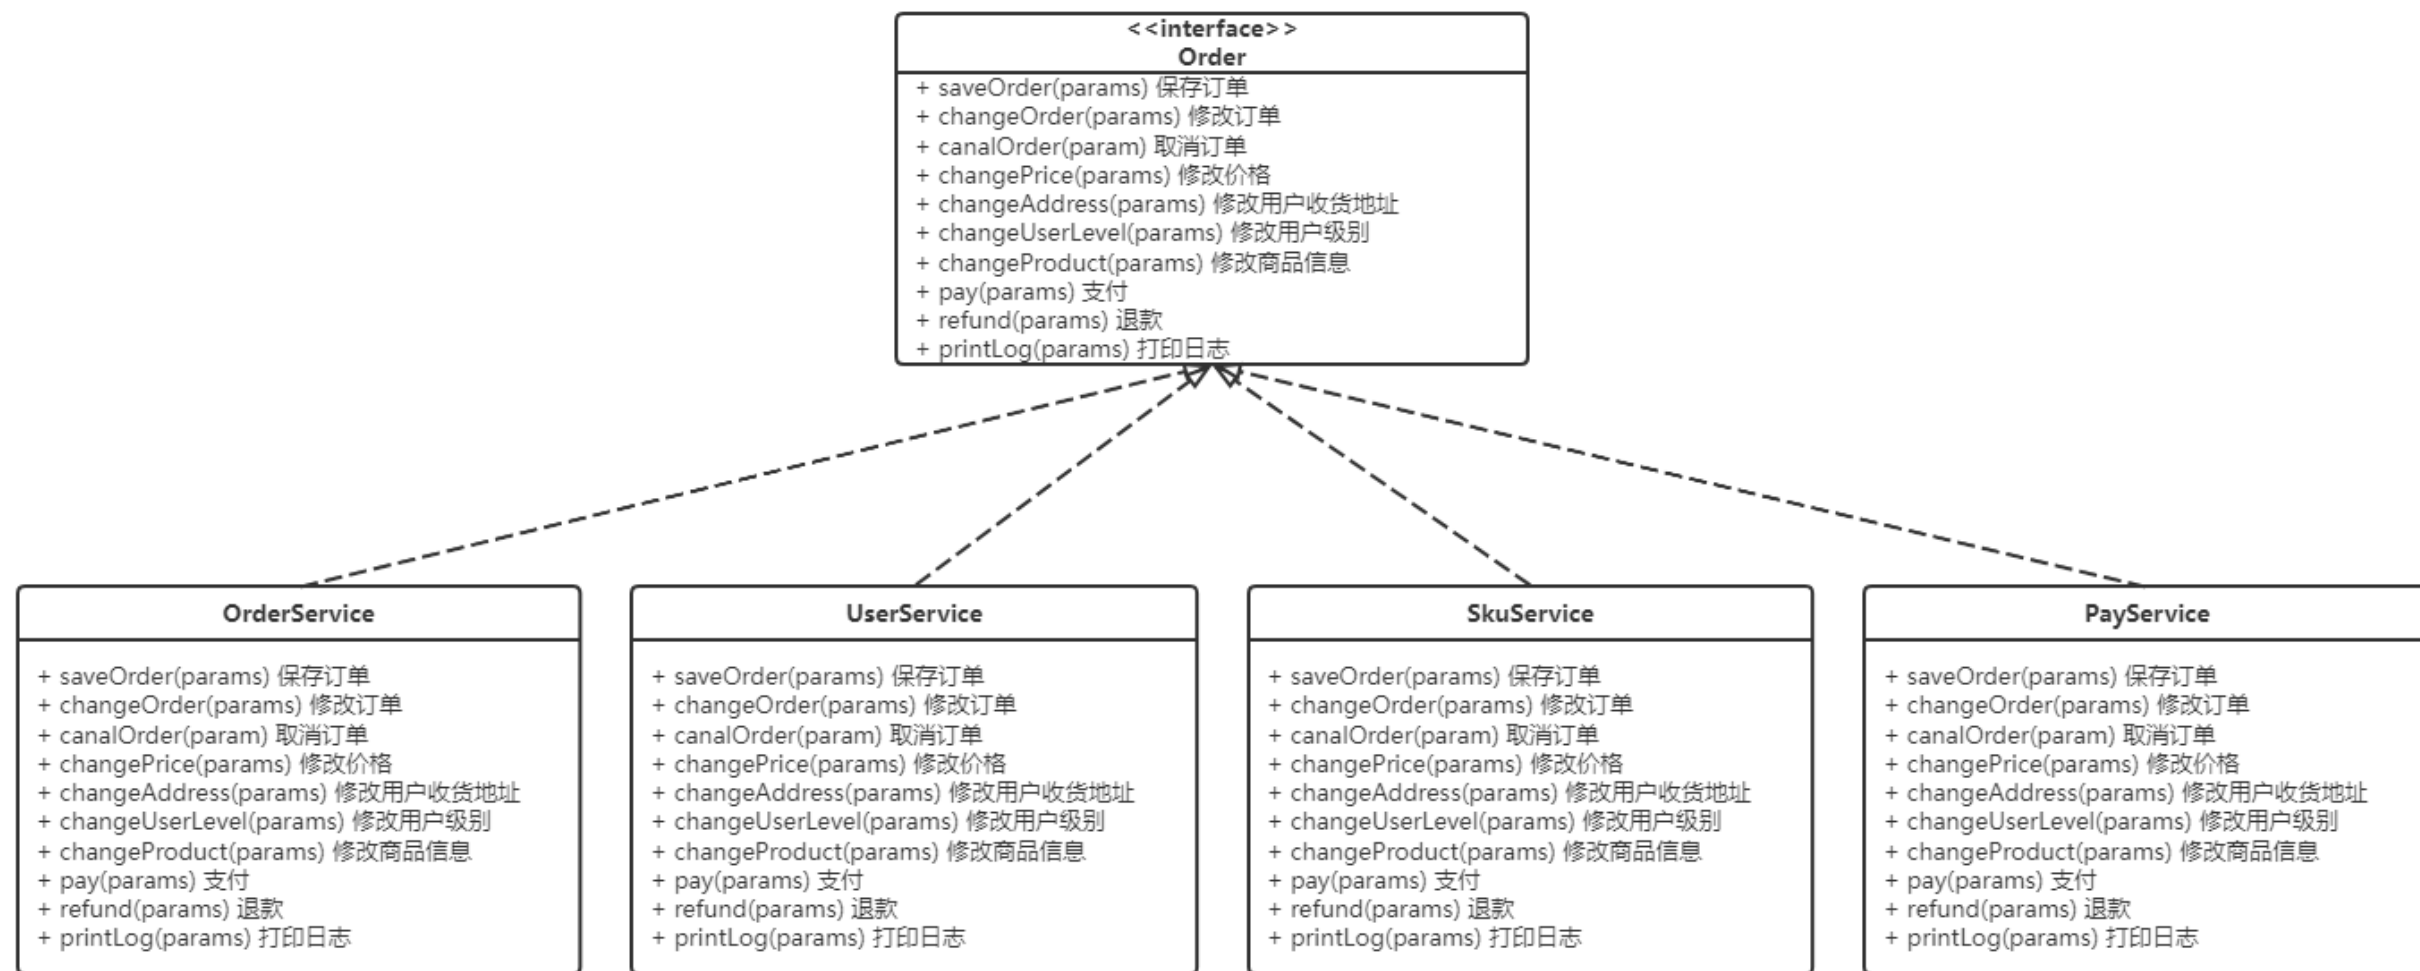 <<interface>>
Order
+ saveOrder(params) 保存订单
+ changeOrder(params) 修改订单
+ canalOrder(param) 取消订单
+ changePrice(params) 修改价格
+ changeAddress(params) 修改用户收货地址
+ changeUserLevel(params) 修改用户级别
+ changeProduct(params) 修改商品信息
+ pay(params) 支付
+ refund(params) 退款
+ printLog(params) 打印日志
OrderService
+ saveOrder(params) 保存订单
+ changeOrder(params) 修改订单
+ canalOrder(param) 取消订单
+ changePrice(params) 修改价格
+ changeAddress(params) 修改用户收货地址
+ changeUserLevel(params) 修改用户级别
+ changeProduct(params) 修改商品信息
+ pay(params) 支付
+ refund(params) 退款
+ printLog(params) 打印日志
UserService
+ saveOrder(params) 保存订单
+ changeOrder(params) 修改订单
+ canalOrder(param) 取消订单
+ changePrice(params) 修改价格
+ changeAddress(params) 修改用户收货地址
+ changeUserLevel(params) 修改用户级别
+ changeProduct(params) 修改商品信息
+ pay(params) 支付
+ refund(params) 退款
+ printLog(params) 打印日志
SkuService
+ saveOrder(params) 保存订单
+ changeOrder(params) 修改订单
+ canalOrder(param) 取消订单
+ changePrice(params) 修改价格
+ changeAddress(params) 修改用户收货地址
+ changeUserLevel(params) 修改用户级别
+ changeProduct(params) 修改商品信息
+ pay(params) 支付
+ refund(params) 退款
+ printLog(params) 打印日志
PayService
+ saveOrder(params) 保存订单
+ changeOrder(params) 修改订单
+ canalOrder(param) 取消订单
+ changePrice(params) 修改价格
+ changeAddress(params) 修改用户收货地址
+ changeUserLevel(params) 修改用户级别
+ changeProduct(params) 修改商品信息
+ pay(params) 支付
+ refund(params) 退款
+ printLog(params) 打印日志